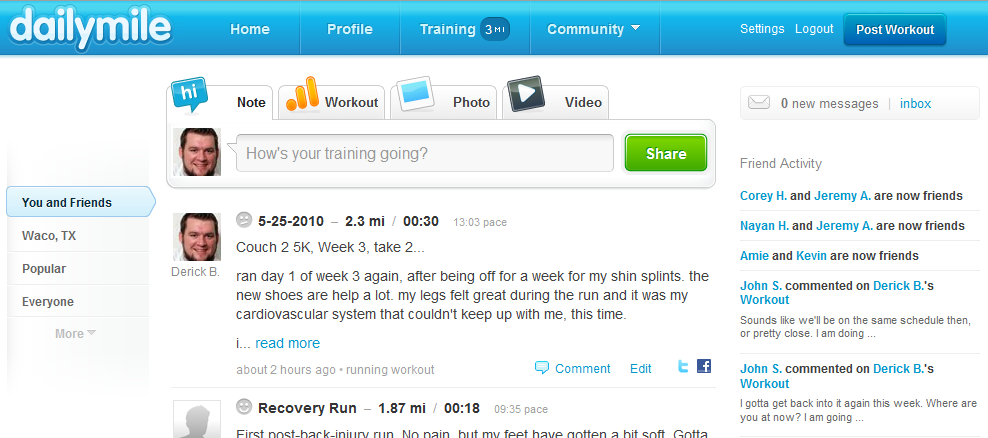 dailymile
Home
Profile
Training 3 MI
Community
Settings Logout Post Workout
hi
Note
Workout
Photo
Video
How's your training going?
Share
You and Friends
Waco, TX
Popular
Everyone
More
Derick B.
5-25-2010 – 2.3 mi / 00:30 13:03 pace
Couch 2 5K, Week 3, take 2...
ran day 1 of week 3 again, after being off for a week for my shin splints. the
new shoes are help a lot. my legs felt great during the run and it was my
cardiovascular system that couldn't keep up with me, this time.
i... read more
about 2 hours ago • running workout
Comment Edit
t f
Recovery Run – 1.87 mi / 00:18 09:35 pace
First post-back-injury run. No pain, but my feet have gotten a bit soft. Gotta
0 new messages | inbox
Friend Activity
Corey H. and Jeremy A. are now friends
Nayan H. and Jeremy A. are now friends
Amie and Kevin are now friends
John S. commented on Derick B.'s
Workout
Sounds like we'll be on the same schedule then,
or pretty close. I am doing ...
John S. commented on Derick B.'s
Workout
I gotta get back into it again this week. Where are
you at now? I am going ...